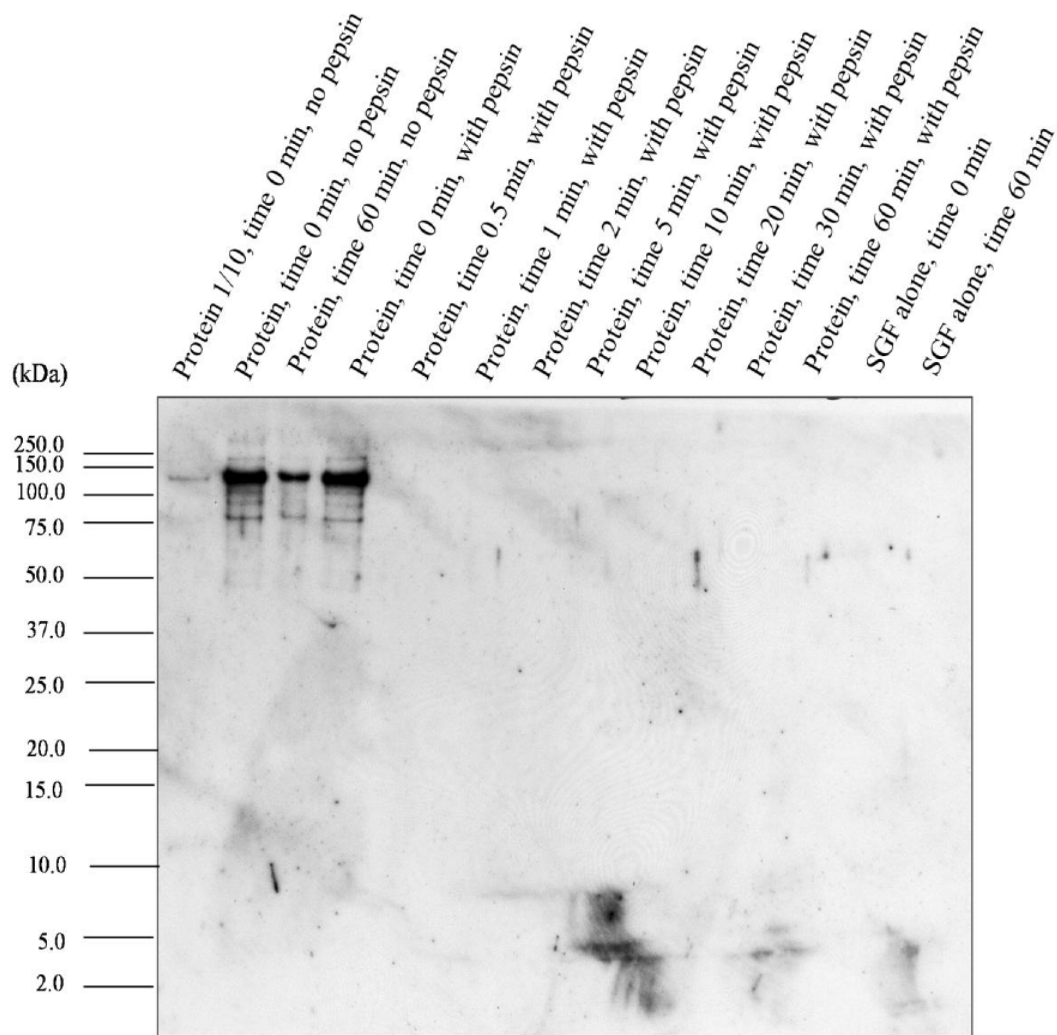 Protein 1/10, time 0 min, no pepsin
Protein, time 0 min, no pepsin
Protein, time 60 min, no pepsin
Protein, time 0 min, with pepsin
Protein, time 0.5 min, with pepsin
Protein, time 1 min, with pepsin
Protein, time 2 min, with pepsin
Protein, time 5 min, with pepsin
Protein, time 10 min, with pepsin
Protein, time 20 min, with pepsin
Protein, time 30 min, with pepsin
Protein, time 60 min, with pepsin
SGF alone, time 0 min
SGF alone, time 60 min
(kDa)
250.0
150.0
100.0
75.0
50.0
37.0
25.0
20.0
15.0
10.0
5.0
2.0